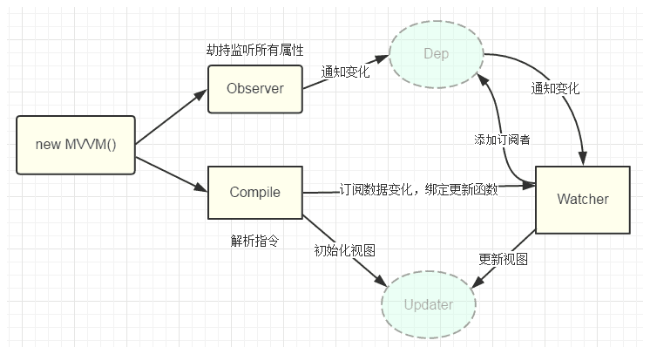 劫持监听所有属性
Dep
Observer
通知变化
通知变化
new MVVM()
添加订阅者
Compile
订阅数据变化，绑定更新函数
Watcher
解析指令
初始化视图
更新视图
Updater